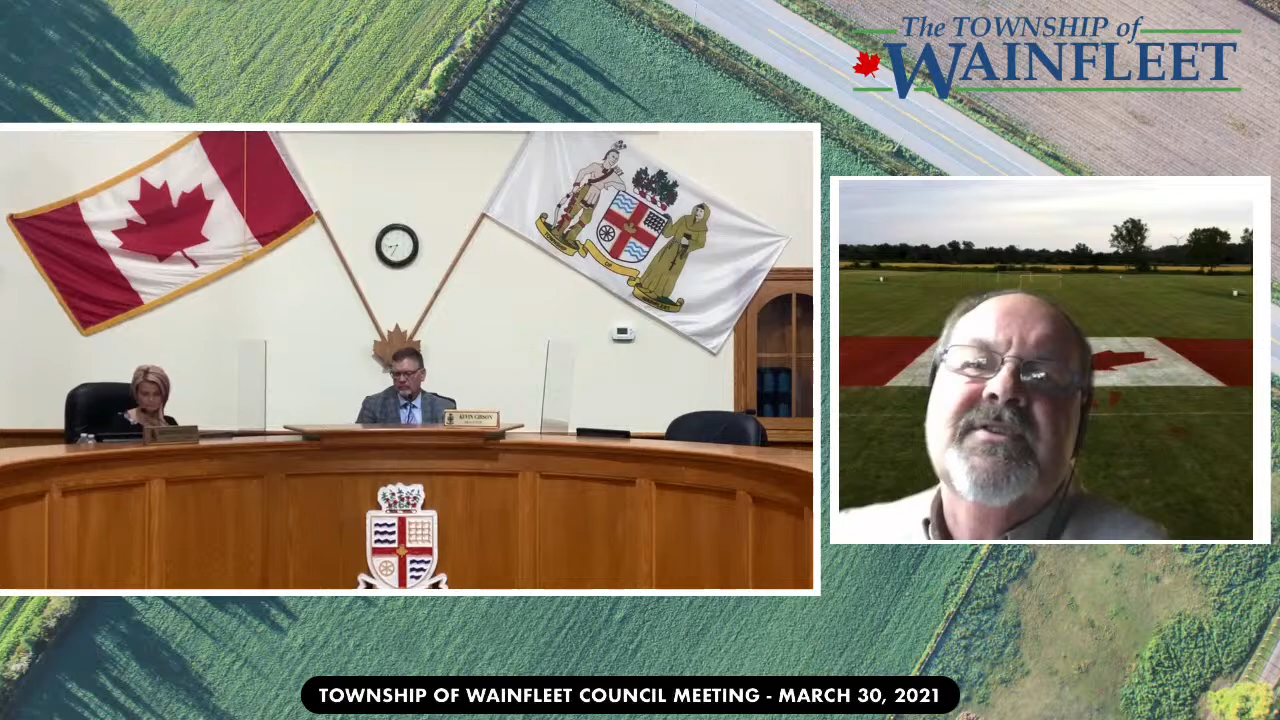 The TOWNSHIP of
WAINFLEET
KEVIN GIBSON
TOWNSHIP OF WAINFLEET COUNCIL MEETING - MARCH 30, 2021